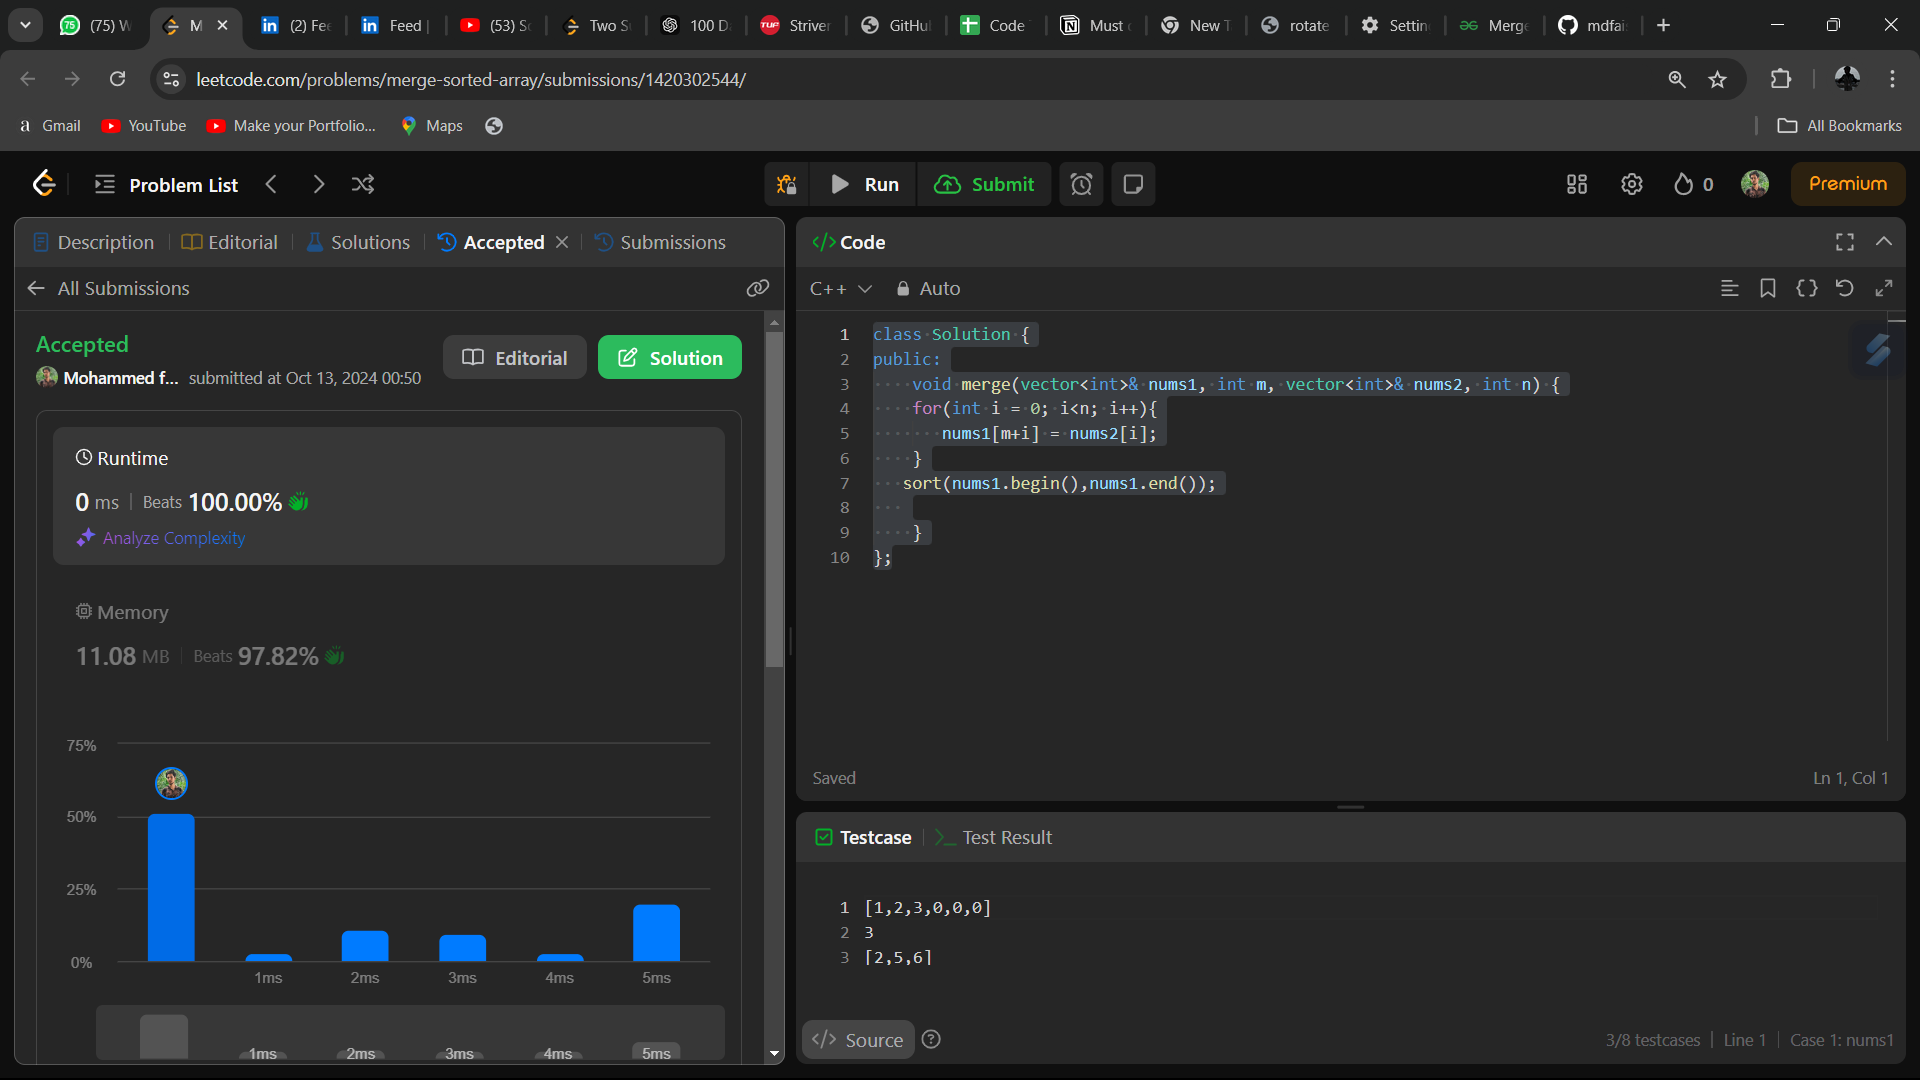 75
(75) W
M
(2) Fee
Feed |
(53) So
Two S
100 D
TUF
Striver
GitHu
Code
Must
New T
rotate
Settin
Merge
mdfai
leetcode.com/problems/merge-sorted-array/submissions/1420302544/
a Gmail
YouTube
Make your Portfolio...
Maps
All Bookmarks
Problem List
Run
Submit
0
Premium
Description
Editorial
Solutions
Accepted
Submissions
All Submissions
Accepted
Mohammed f... submitted at Oct 13, 2024 00:50
Editorial
Solution
Runtime
0 ms | Beats 100.00%
Analyze Complexity
Memory
11.08 MB | Beats 97.82%
75%
50%
25%
0%
1ms 2ms 3ms 4ms 5ms
1ms 2ms 3ms 4ms 5ms
</> Code
C++ Auto
1 class Solution {
2 public:
3 void merge(vector<int>& nums1, int m, vector<int>& nums2, int n) {
4 for(int i = 0; i<n; i++){
5 nums1[m+i] = nums2[i];
6 }
7 sort(nums1.begin(),nums1.end());
8
9 }
10 };
Saved
Ln 1, Col 1
Testcase
Test Result
1 [1,2,3,0,0,0]
2 3
3 [2,5,6]
</> Source
3/8 testcases | Line 1 | Case 1: nums1